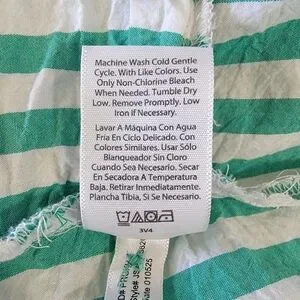 Machine Wash Cold Gentle
Cycle. With Like Colors. Use
Only Non-Chlorine Bleach
When Needed. Tumble Dry
Low. Remove Promptly. Low
Iron if Necessary.
Lavar A Máquina Con Agua
Fría En Ciclo Delicado. Con
Colores Similares. Usar Sólo
Blanqueador Sin Cloro
Cuando Sea Necesario. Secar
En Secadora A Temperatura
Baja. Retirar Inmediatamente.
Plancha Tibia, Si Se Necesario.
3V4
Style#
010525